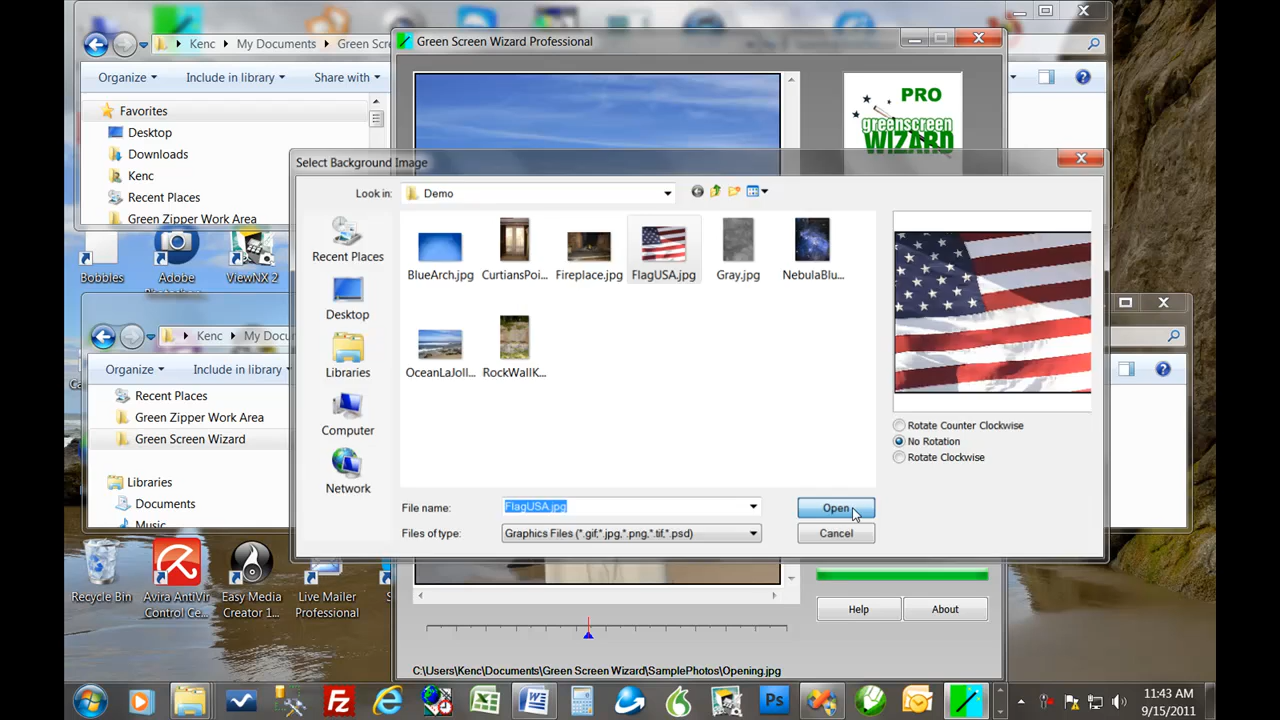 Kenc
My Documents
Green Scre
Organize
Include in library
Share with
Favorites
Desktop
Downloads
Kenc
Recent Places
Green Zipper Work Area
Green Screen Wizard Professional
PRO
greenscreen
WIZARD
Bobbles
Adobe
ViewNX 2
Kenc
My Docu
Organize
Include in library
Recent Places
Green Zipper Work Area
Green Screen Wizard
Libraries
Documents
Music
Select Background Image
Look in:
Demo
Recent Places
Desktop
Libraries
Computer
Network
BlueArch.jpg
CurtiansPoi...
Fireplace.jpg
FlagUSA.jpg
Gray.jpg
NebulaBlu...
OceanLaJoll...
RockWallK...
Rotate Counter Clockwise
No Rotation
Rotate Clockwise
File name:
FlagUSA.jpg
Open
Files of type:
Graphics Files (*.gif,*.jpg,*.png,*.tif,*.psd)
Cancel
Recycle Bin
Avira AntiVir
Control Ce...
Easy Media
Creator 1...
Live Mailer
Professional
Help
About
C:\Users\Kenc\Documents\Green Screen Wizard\SamplePhotos\Opening.jpg
Ps
11:43 AM
9/15/2011